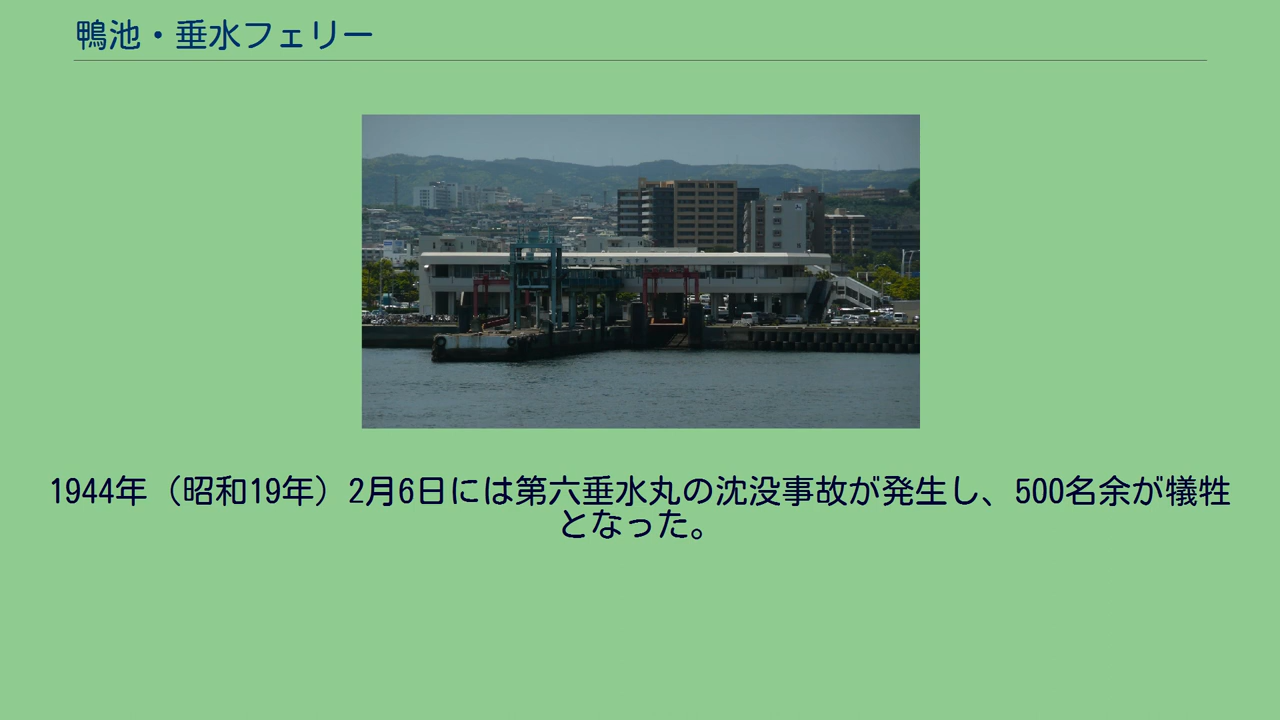 鴨池・垂水フェリー
1944年（昭和19年）2月6日には第六垂水丸の沈没事故が発生し、500名余が犠牲
となった。